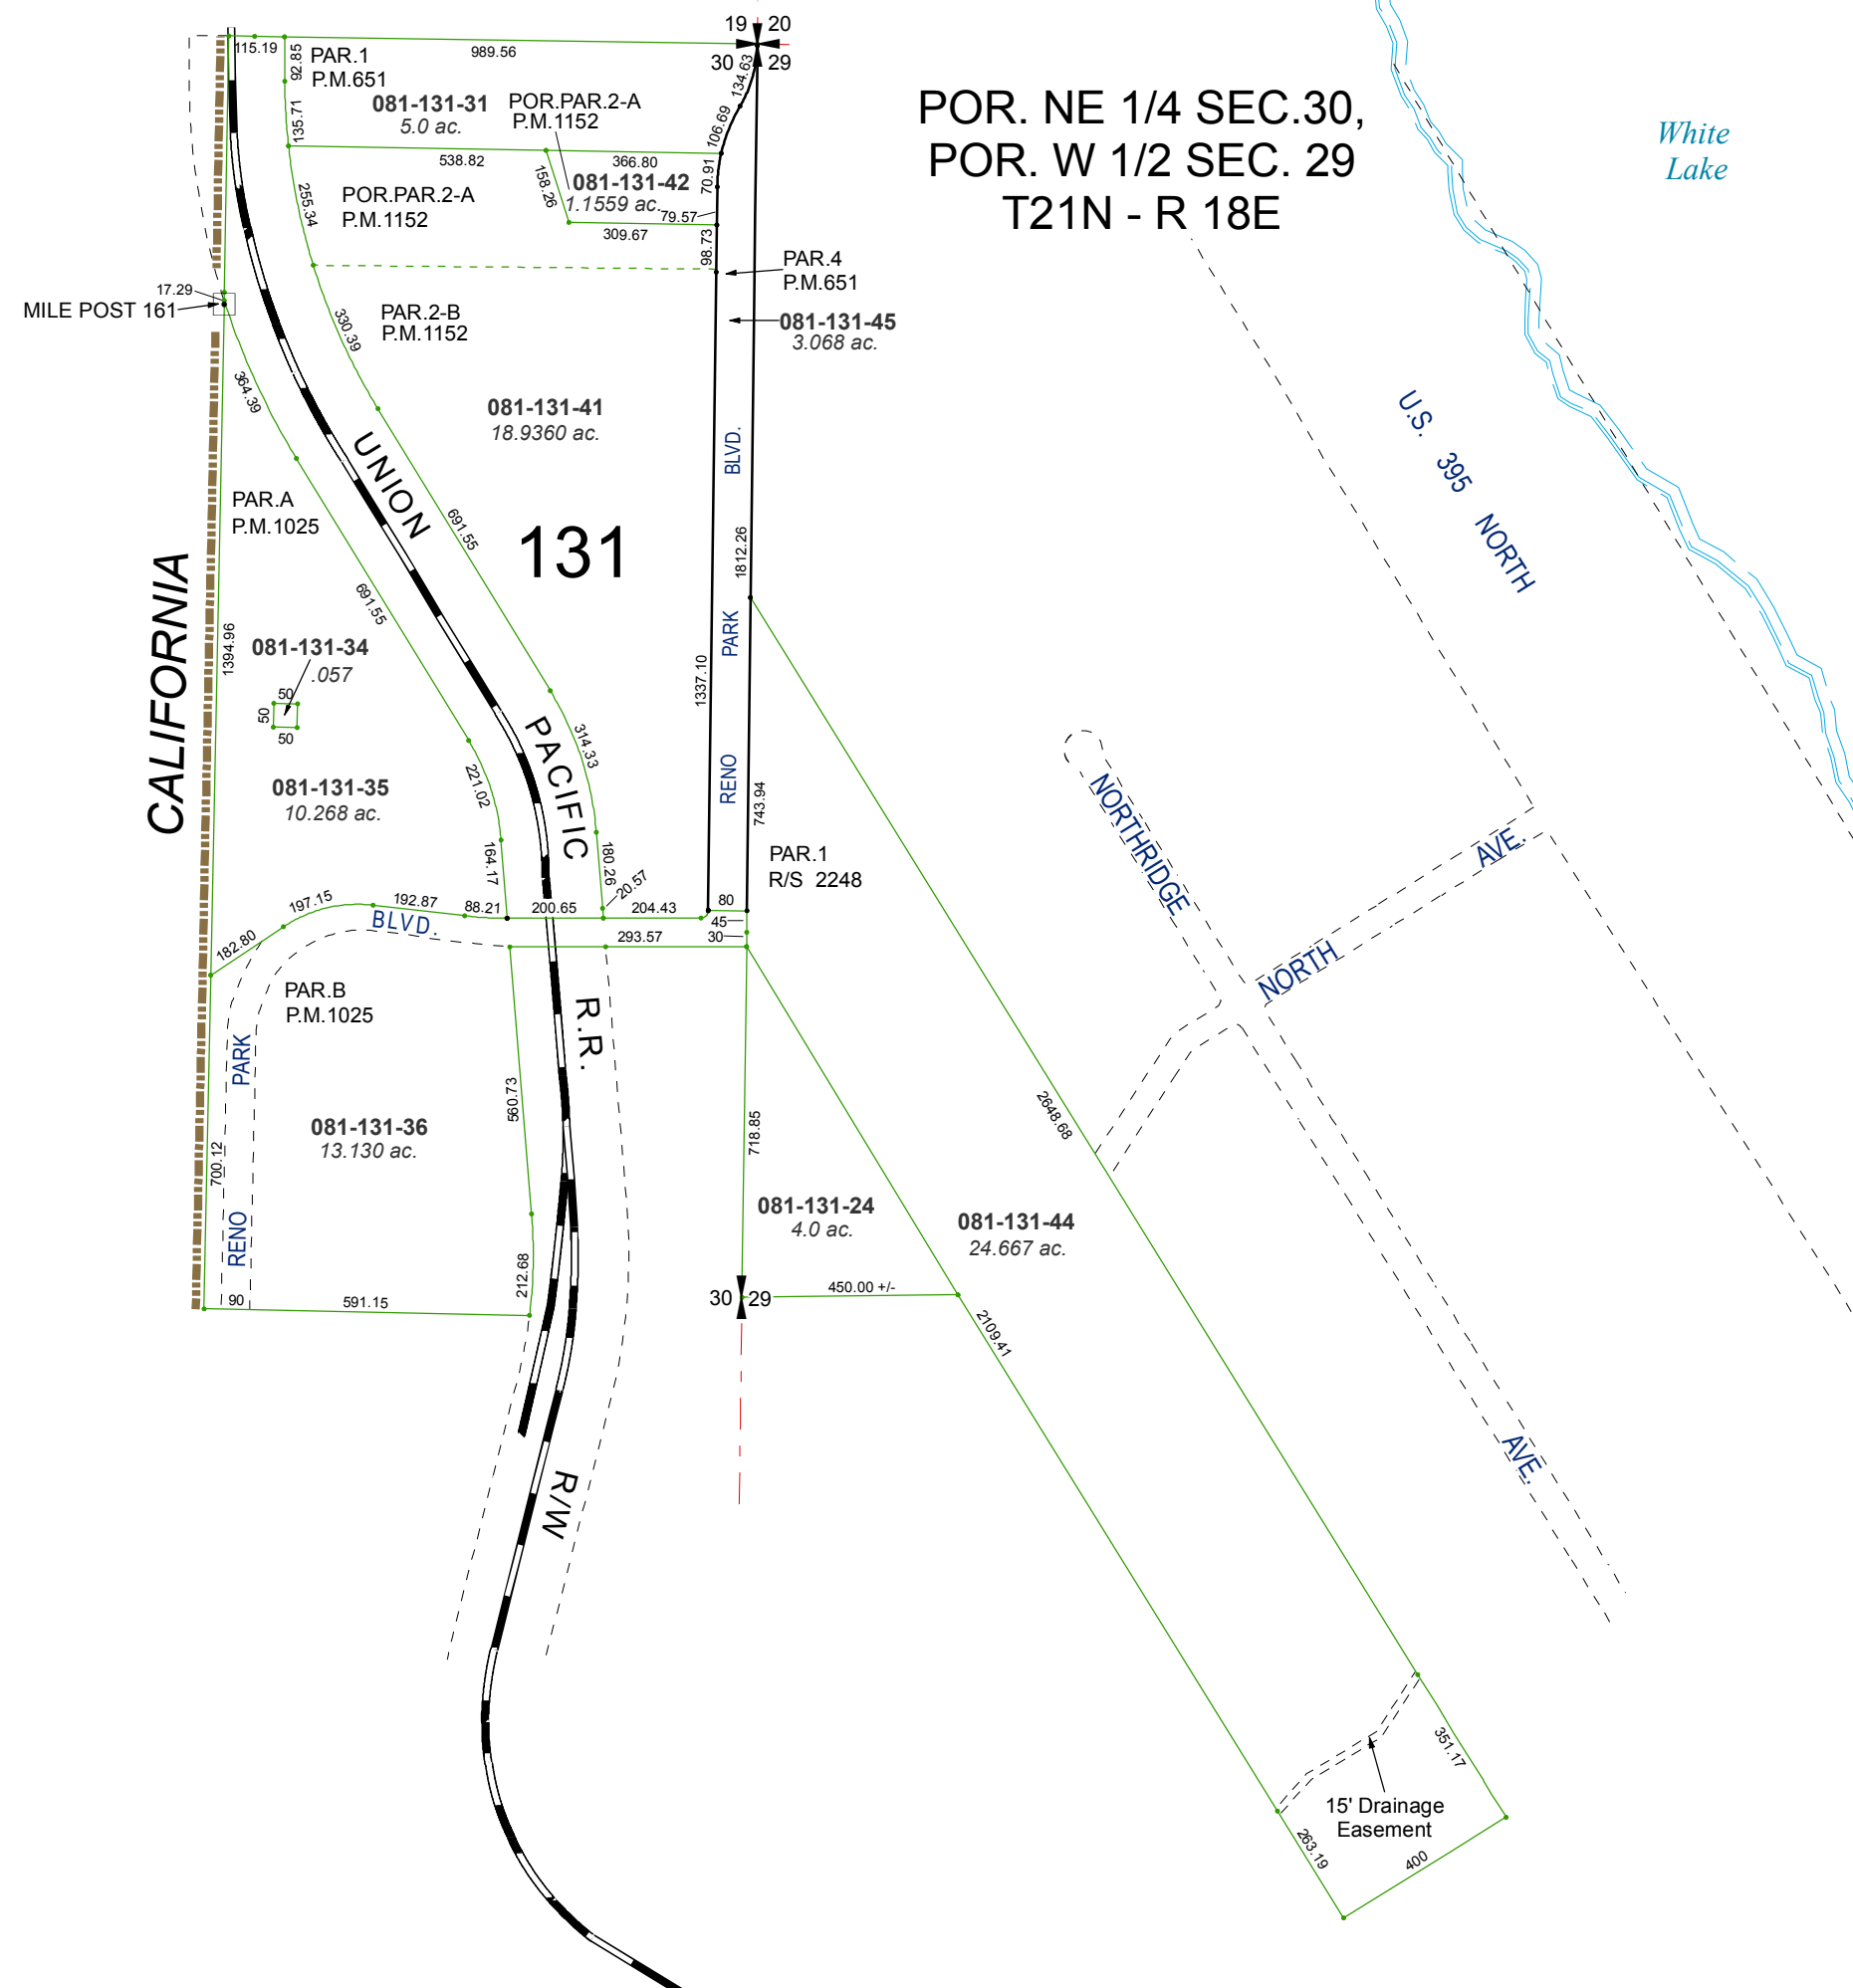 19 20
30 29
115.19
92.85
PAR.1
P.M.651
989.56
134.63
081-131-31
5.0 ac.
POR.PAR.2-A
P.M.1152
135.71
106.69
538.82
366.80
70.91
255.34
POR.PAR.2-A
P.M.1152
158.26
081-131-42
1.1559 ac.
79.57
309.67
98.73
POR. NE 1/4 SEC.30,
POR. W 1/2 SEC. 29
T21N - R 18E
White
Lake
PAR.4
P.M.651
17.29
MILE POST 161
PAR.2-B
P.M.1152
330.39
081-131-45
3.068 ac.
364.39
081-131-41
18.9360 ac.
U.S. 395 NORTH
UNION PACIFIC R.R. R/W
RENO PARK BLVD.
PAR.A
P.M.1025
691.55
131
1812.26
CALIFORNIA
691.55
1394.96
081-131-34
.057
50
50
50
1337.10
314.33
221.02
743.94
081-131-35
10.268 ac.
164.17
180.26
20.57
PAR.1
R/S 2248
NORTHRIDGE AVE.
NORTH AVE.
197.15
192.87
88.21
200.65
204.43
80
45
30
293.57
182.80
RENO PARK BLVD.
PAR.B
P.M.1025
560.73
081-131-36
13.130 ac.
700.12
718.85
2648.68
081-131-24
4.0 ac.
081-131-44
24.667 ac.
212.68
90
591.15
30 29
450.00 +/-
2109.41
351.17
15' Drainage
Easement
263.19
400